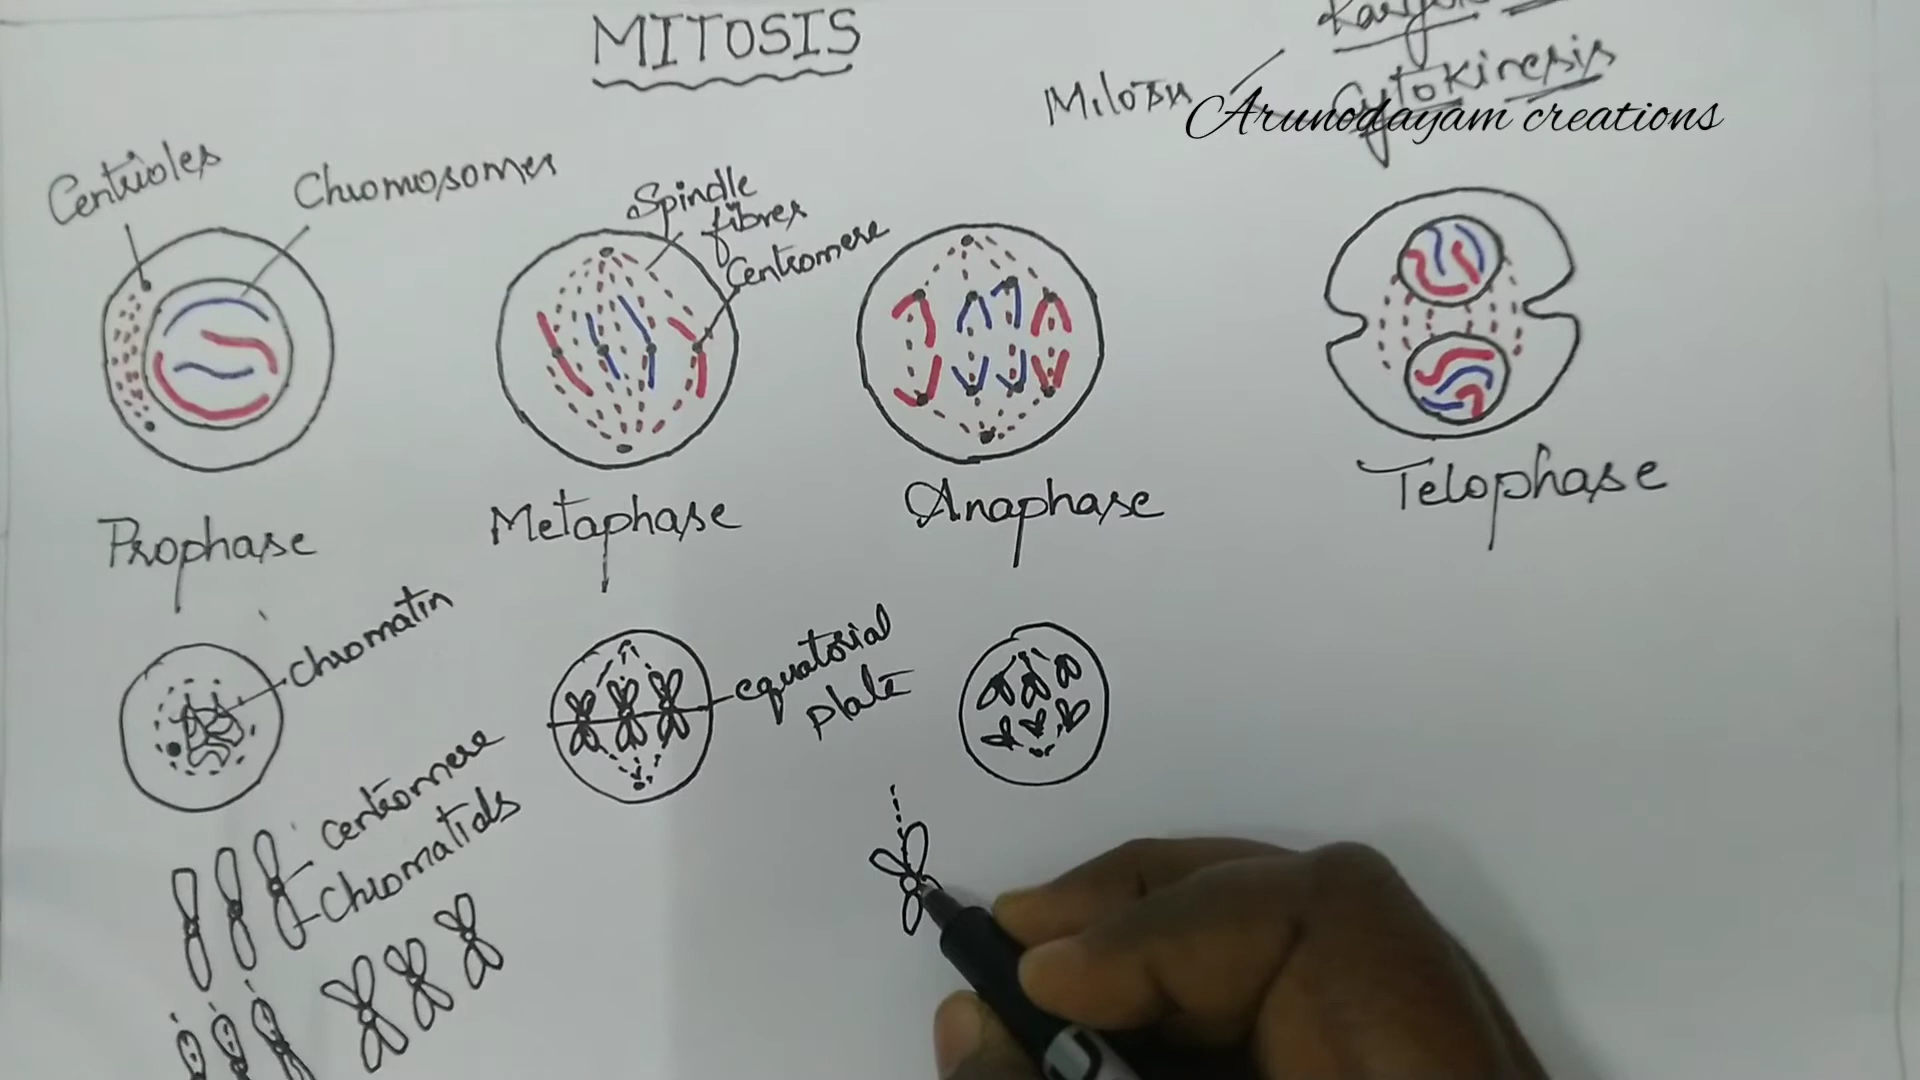 MITOSIS
Cytokinesis
Arunodayam creations
Centrioles
Chromosomes
Spindle
fibres
Centromere
Prophase
Metaphase
Anaphase
Telophase
chromatin
equatorial
plate
centromere
chromatids